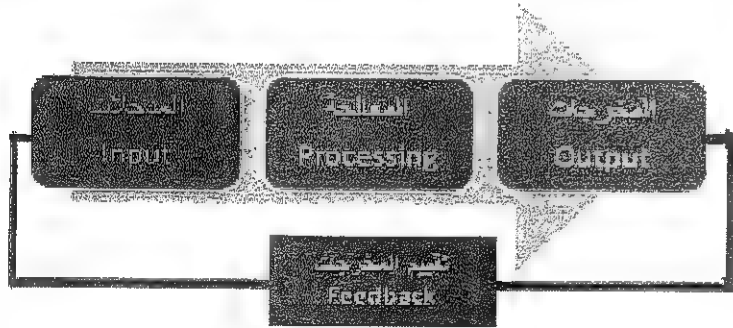 المدخلات
Input
المعالجة
Processing
المخرجات
Output
تقييم المخرجات
Feedback